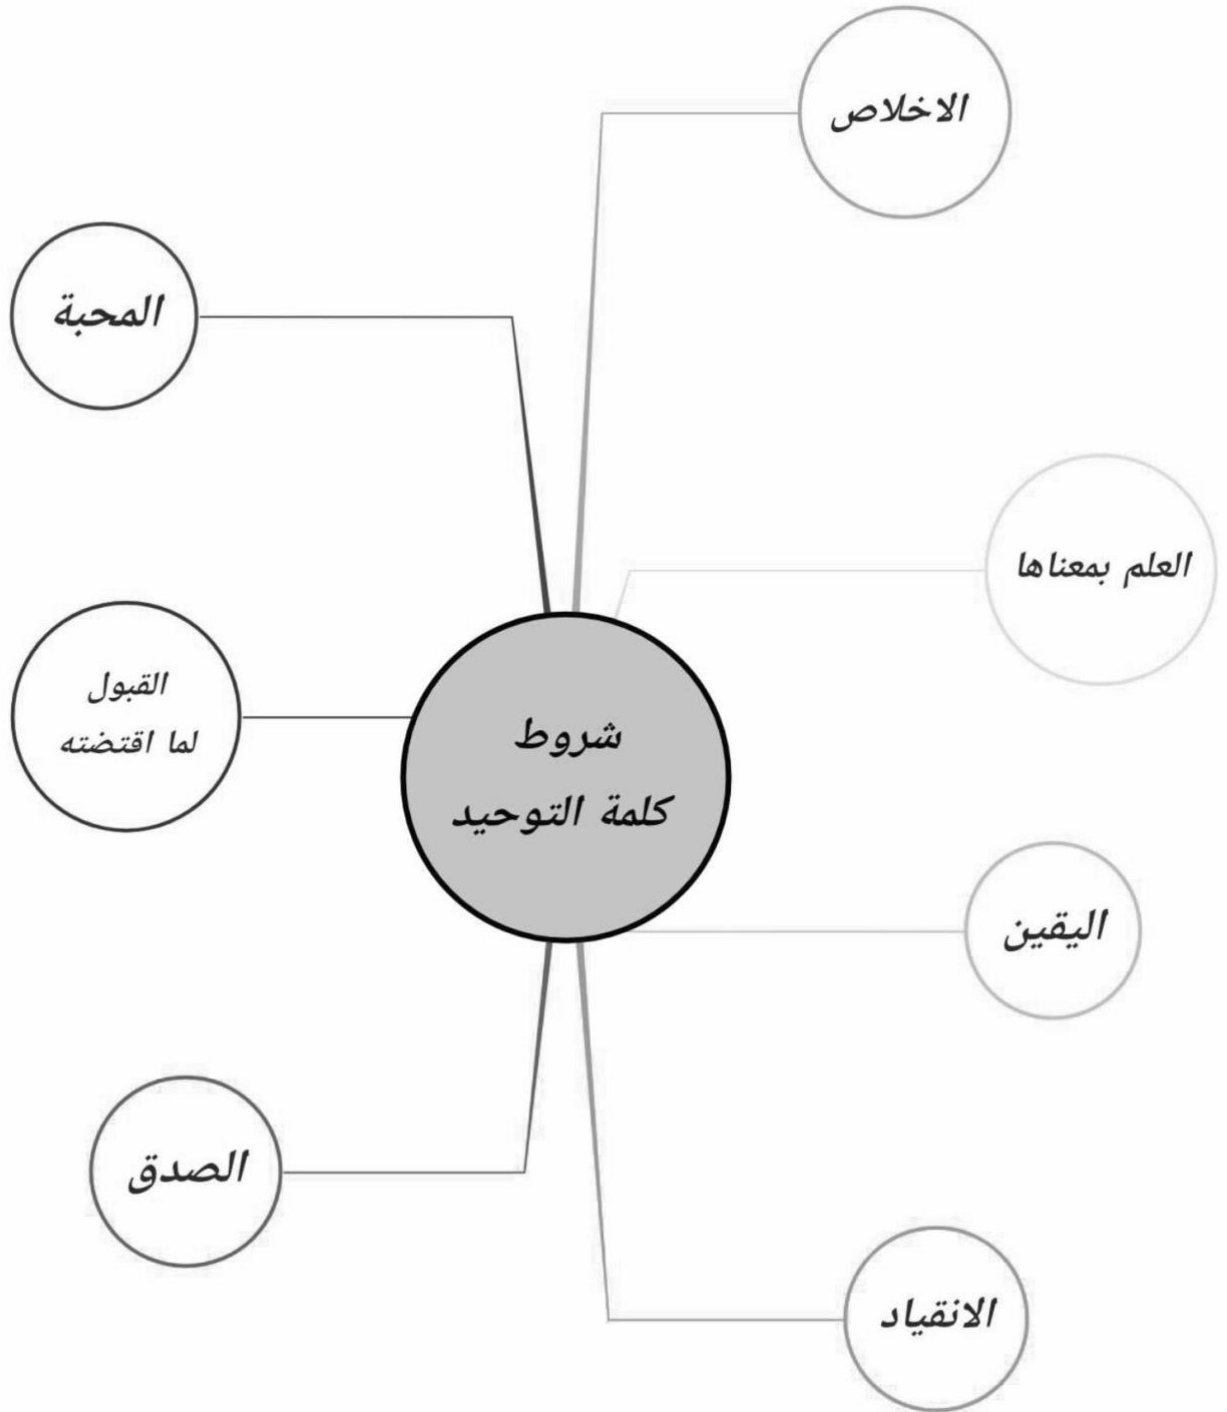 شروط
كلمة التوحيد
الاخلاص
العلم بمعناها
اليقين
الانقياد
المحبة
القبول
لما اقتضته
الصدق